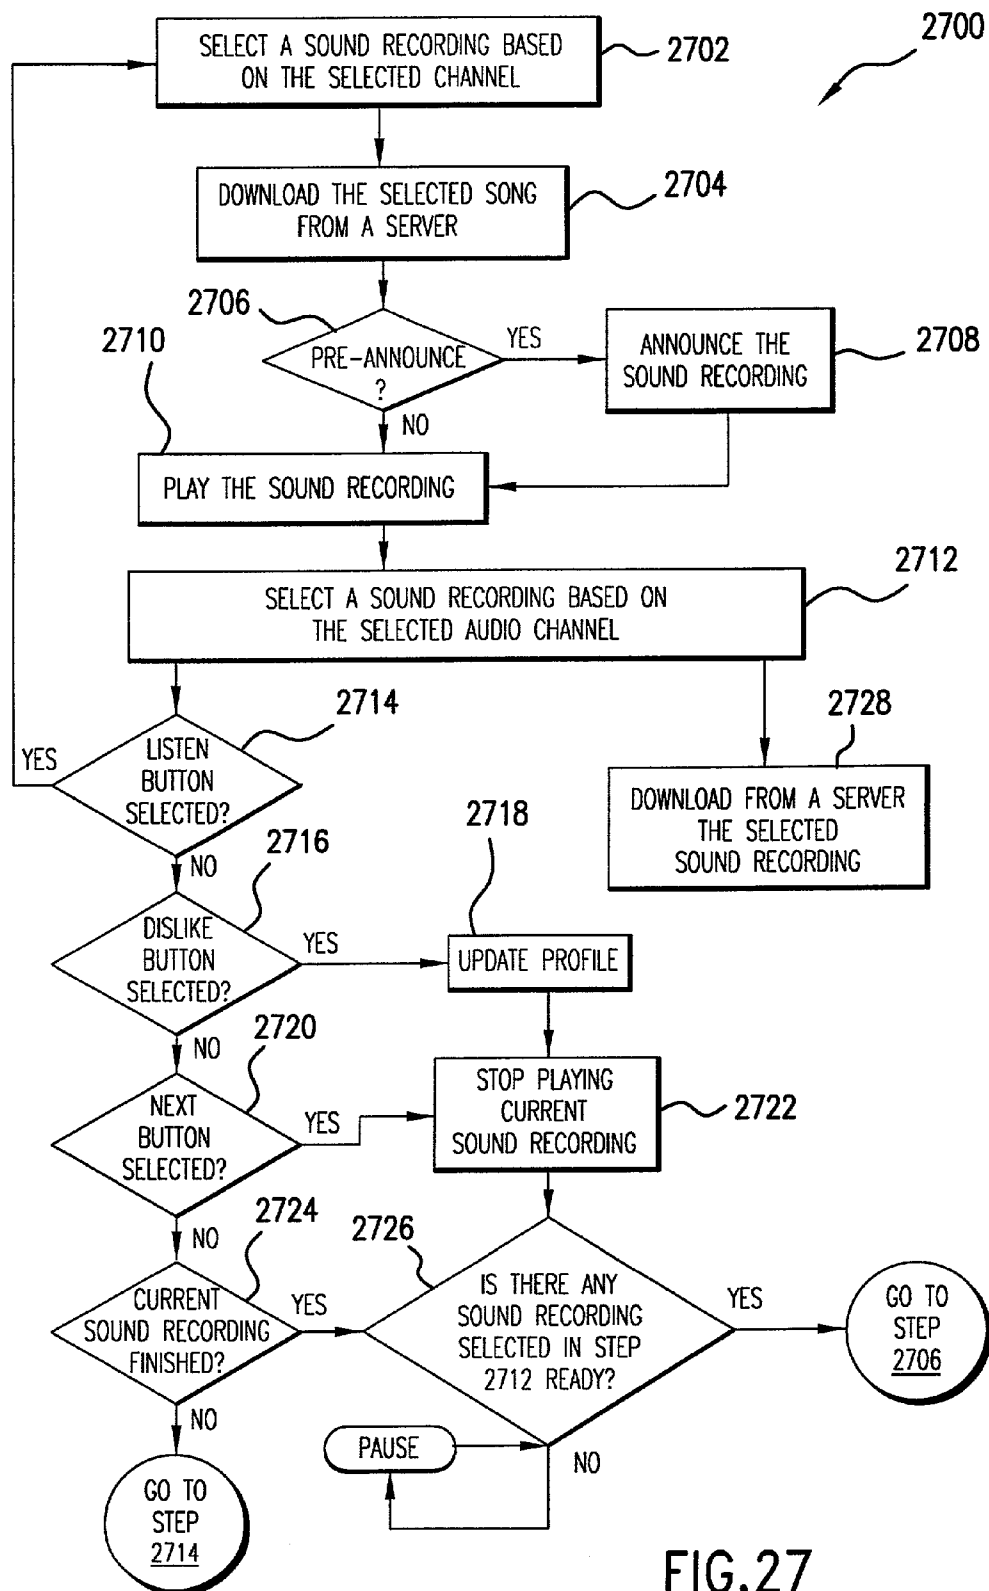 2700
SELECT A SOUND RECORDING BASED
ON THE SELECTED CHANNEL
2702
DOWNLOAD THE SELECTED SONG
FROM A SERVER
2704
2706
PRE-ANNOUNCE
?
YES
NO
ANNOUNCE THE
SOUND RECORDING
2708
2710
PLAY THE SOUND RECORDING
2712
SELECT A SOUND RECORDING BASED ON
THE SELECTED AUDIO CHANNEL
2714
YES
LISTEN
BUTTON
SELECTED?
NO
2728
DOWNLOAD FROM A SERVER
THE SELECTED
SOUND RECORDING
2716
DISLIKE
BUTTON
SELECTED?
YES
NO
2718
UPDATE PROFILE
2720
NEXT
BUTTON
SELECTED?
YES
NO
STOP PLAYING
CURRENT
SOUND RECORDING
2722
2724
CURRENT
SOUND RECORDING
FINISHED?
YES
NO
2726
IS THERE ANY
SOUND RECORDING
SELECTED IN STEP
2712 READY?
YES
NO
GO TO
STEP
2706
PAUSE
GO TO
STEP
2714
FIG.27